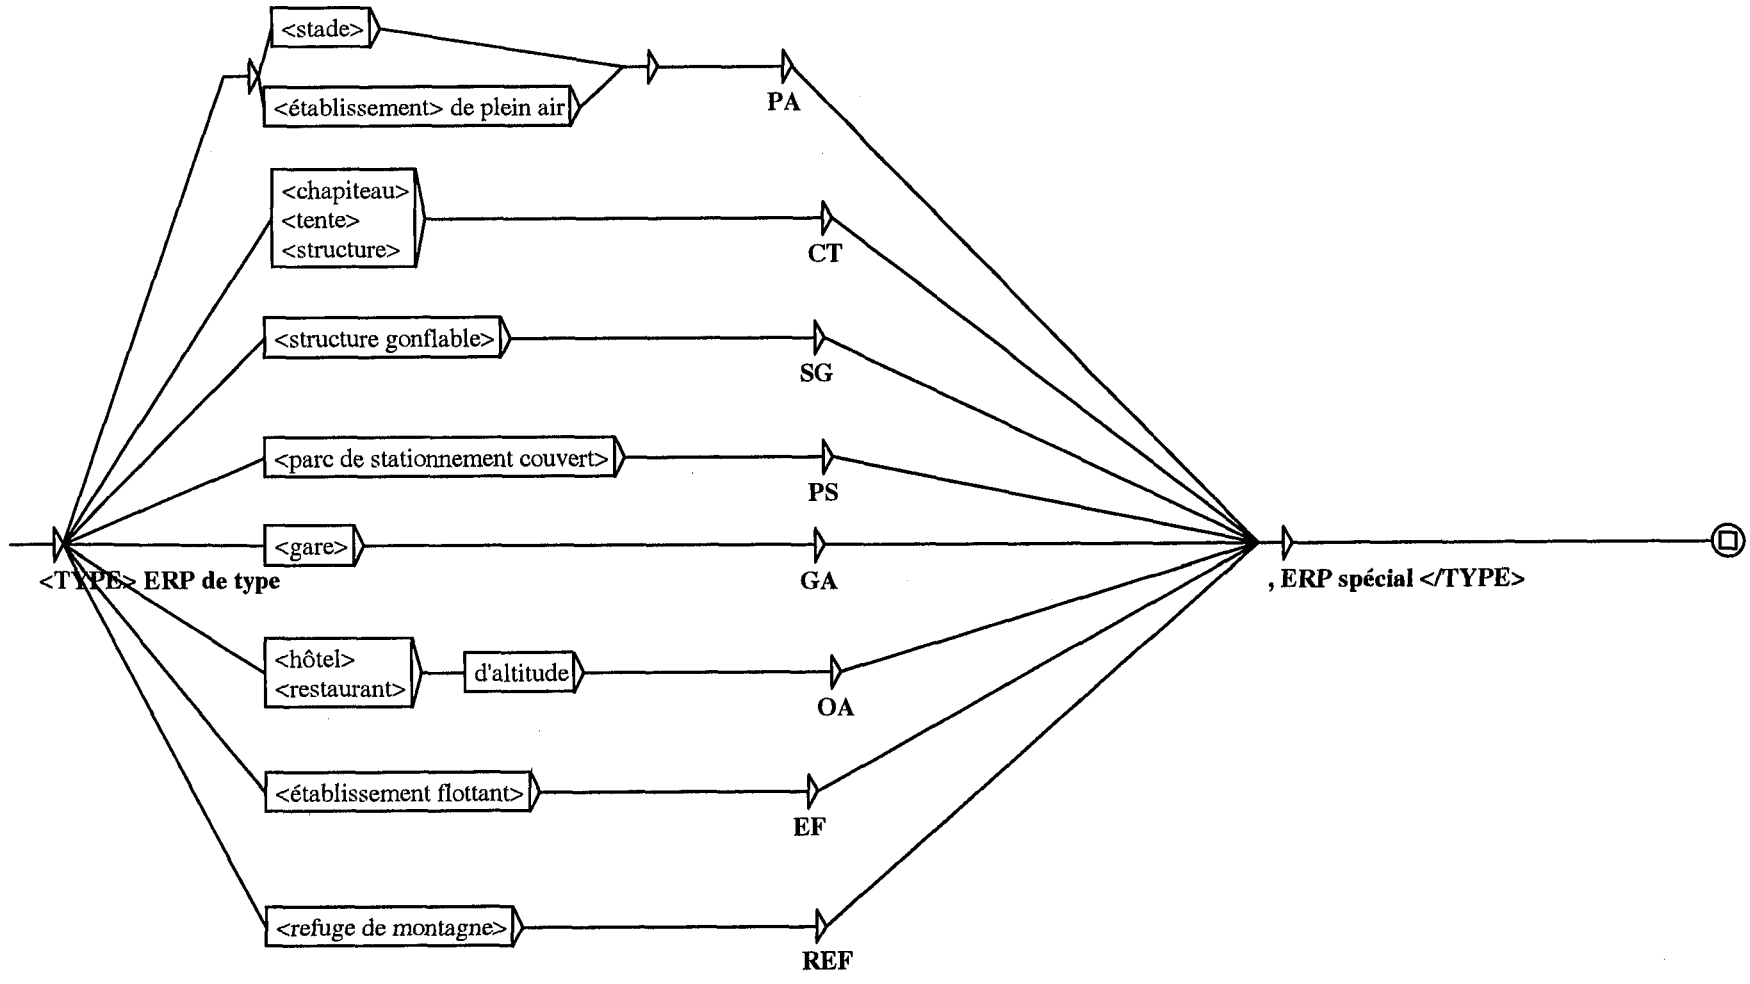 <stade>
<établissement> de plein air
PA
<chapiteau>
<tente>
<structure>
CT
<structure gonflable>
SG
<parc de stationnement couvert>
PS
<gare>
<TYPE> ERP de type
GA
, ERP spécial </TYPE>
<hôtel>
<restaurant>
d'altitude
OA
<établissement flottant>
EF
<refuge de montagne>
REF